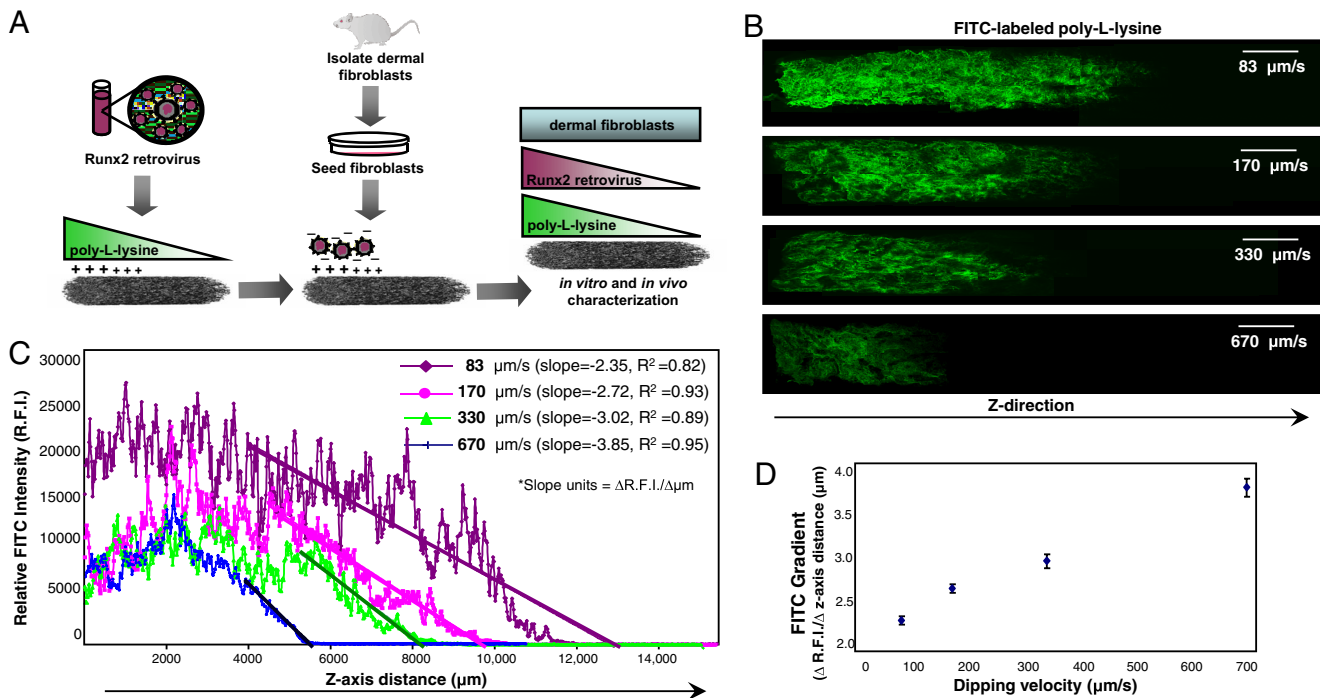 A
Runx2 retrovirus
poly-L-lysine
+ + + + + +
Isolate dermal
fibroblasts
Seed fibroblasts
+ + + + + +
dermal fibroblasts
Runx2 retrovirus
poly-L-lysine
in vitro and in vivo
characterization
B
FITC-labeled poly-L-lysine
83 µm/s
170 µm/s
330 µm/s
670 µm/s
Z-direction
C
Relative FITC Intensity (R.F.I.)
30000
25000
20000
15000
10000
5000
0
83 µm/s (slope=-2.35, R² =0.82)
170 µm/s (slope=-2.72, R² =0.93)
330 µm/s (slope=-3.02, R² =0.89)
670 µm/s (slope=-3.85, R² =0.95)
*Slope units = Δ R.F.I./Δµm
2000 4000 6000 8000 10,000 12,000 14,000
Z-axis distance (µm)
D
FITC Gradient
(Δ R.F.I./Δ z-axis distance (µm)
4.0
3.5
3.0
2.5
2.0
0 100 200 300 400 500 600 700
Dipping velocity (µm/s)